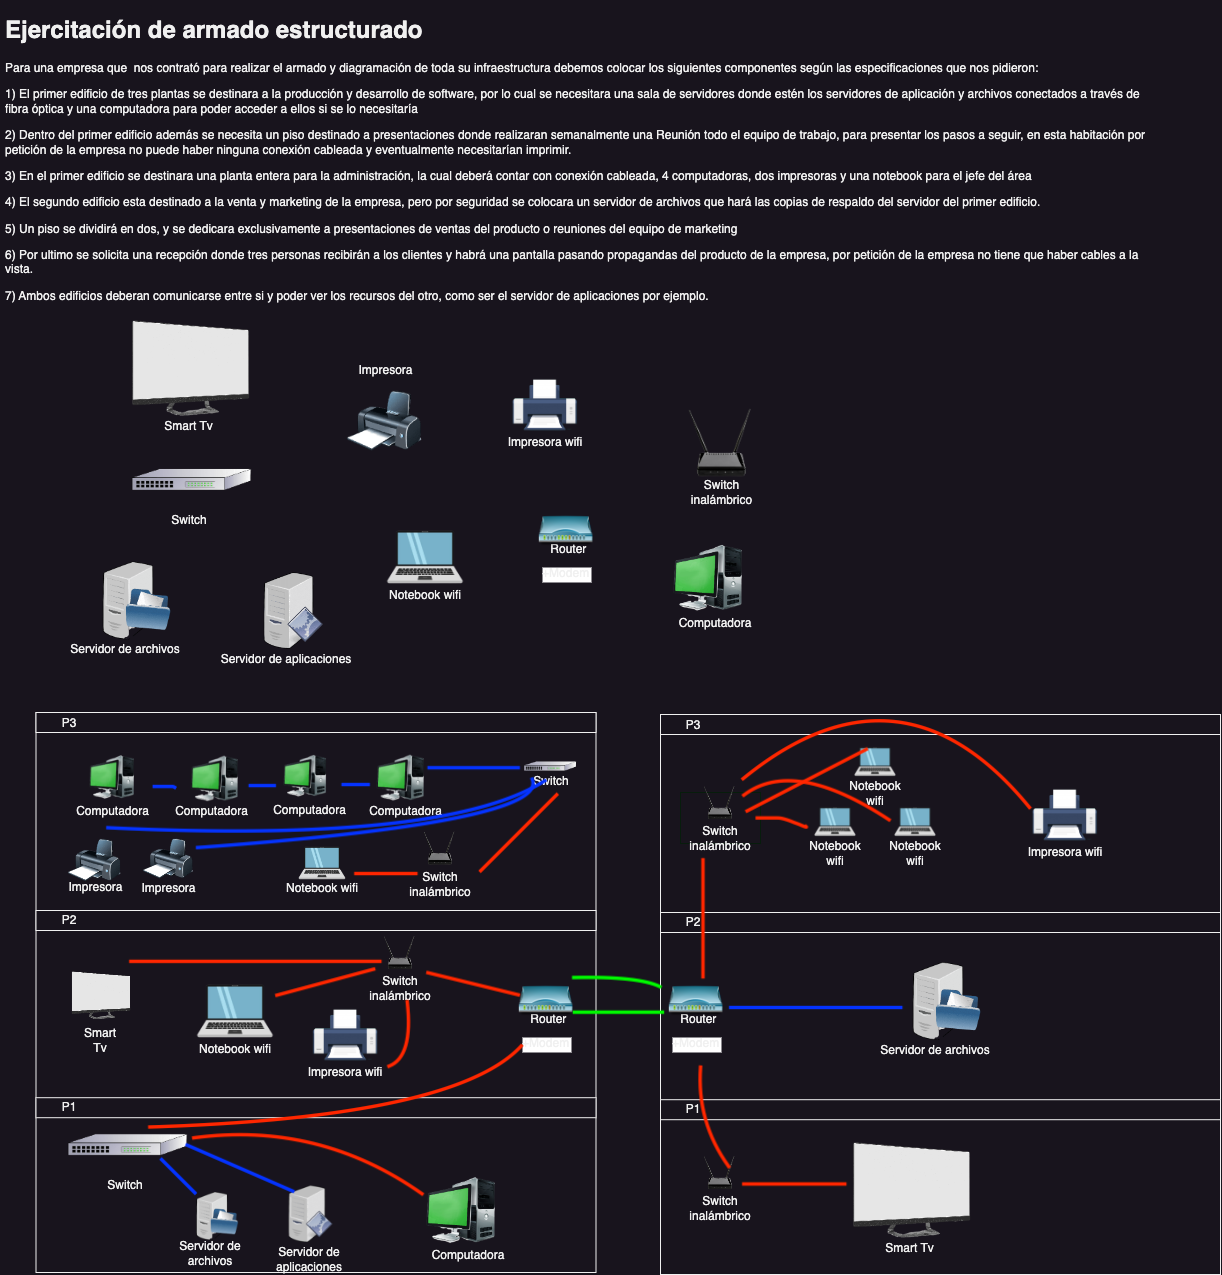 Ejercitación de armado estructurado
Para una empresa que  nos contrató para realizar el armado y diagramación de toda su infraestructura debemos colocar los siguientes componentes según las especificaciones que nos pidieron:
1) El primer edificio de tres plantas se destinara a la producción y desarrollo de software, por lo cual se necesitara una sala de servidores donde estén los servidores de aplicación y archivos conectados a través de
fibra óptica y una computadora para poder acceder a ellos si se lo necesitaría
2) Dentro del primer edificio además se necesita un piso destinado a presentaciones donde realizaran semanalmente una Reunión todo el equipo de trabajo, para presentar los pasos a seguir, en esta habitación por
petición de la empresa no puede haber ninguna conexión cableada y eventualmente necesitarían imprimir.
3) En el primer edificio se destinara una planta entera para la administración, la cual deberá contar con conexión cableada, 4 computadoras, dos impresoras y una notebook para el jefe del área
4) El segundo edificio esta destinado a la venta y marketing de la empresa, pero por seguridad se colocara un servidor de archivos que hará las copias de respaldo del servidor del primer edificio.
5) Un piso se dividirá en dos, y se dedicara exclusivamente a presentaciones de ventas del producto o reuniones del equipo de marketing
6) Por ultimo se solicita una recepción donde tres personas recibirán a los clientes y habrá una pantalla pasando propagandas del producto de la empresa, por petición de la empresa no tiene que haber cables a la
vista.
7) Ambos edificios deberan comunicarse entre si y poder ver los recursos del otro, como ser el servidor de aplicaciones por ejemplo.
Impresora
Smart Tv
Impresora wifi
Switch
inalámbrico
Switch
Router
Modem
Notebook wifi
Computadora
Servidor de archivos
Servidor de aplicaciones
P3
Computadora
Computadora
Computadora
Computadora
Switch
Impresora
Impresora
Notebook wifi
Switch
inalámbrico
P2
Switch
inalámbrico
Smart
Tv
Notebook wifi
Impresora wifi
Router
Modem
P1
Switch
Servidor de
archivos
Servidor de
aplicaciones
Computadora
P3
Notebook
wifi
Switch
inalámbrico
Notebook
wifi
Notebook
wifi
Impresora wifi
P2
Router
Modem
Servidor de archivos
P1
Switch
inalámbrico
Smart Tv